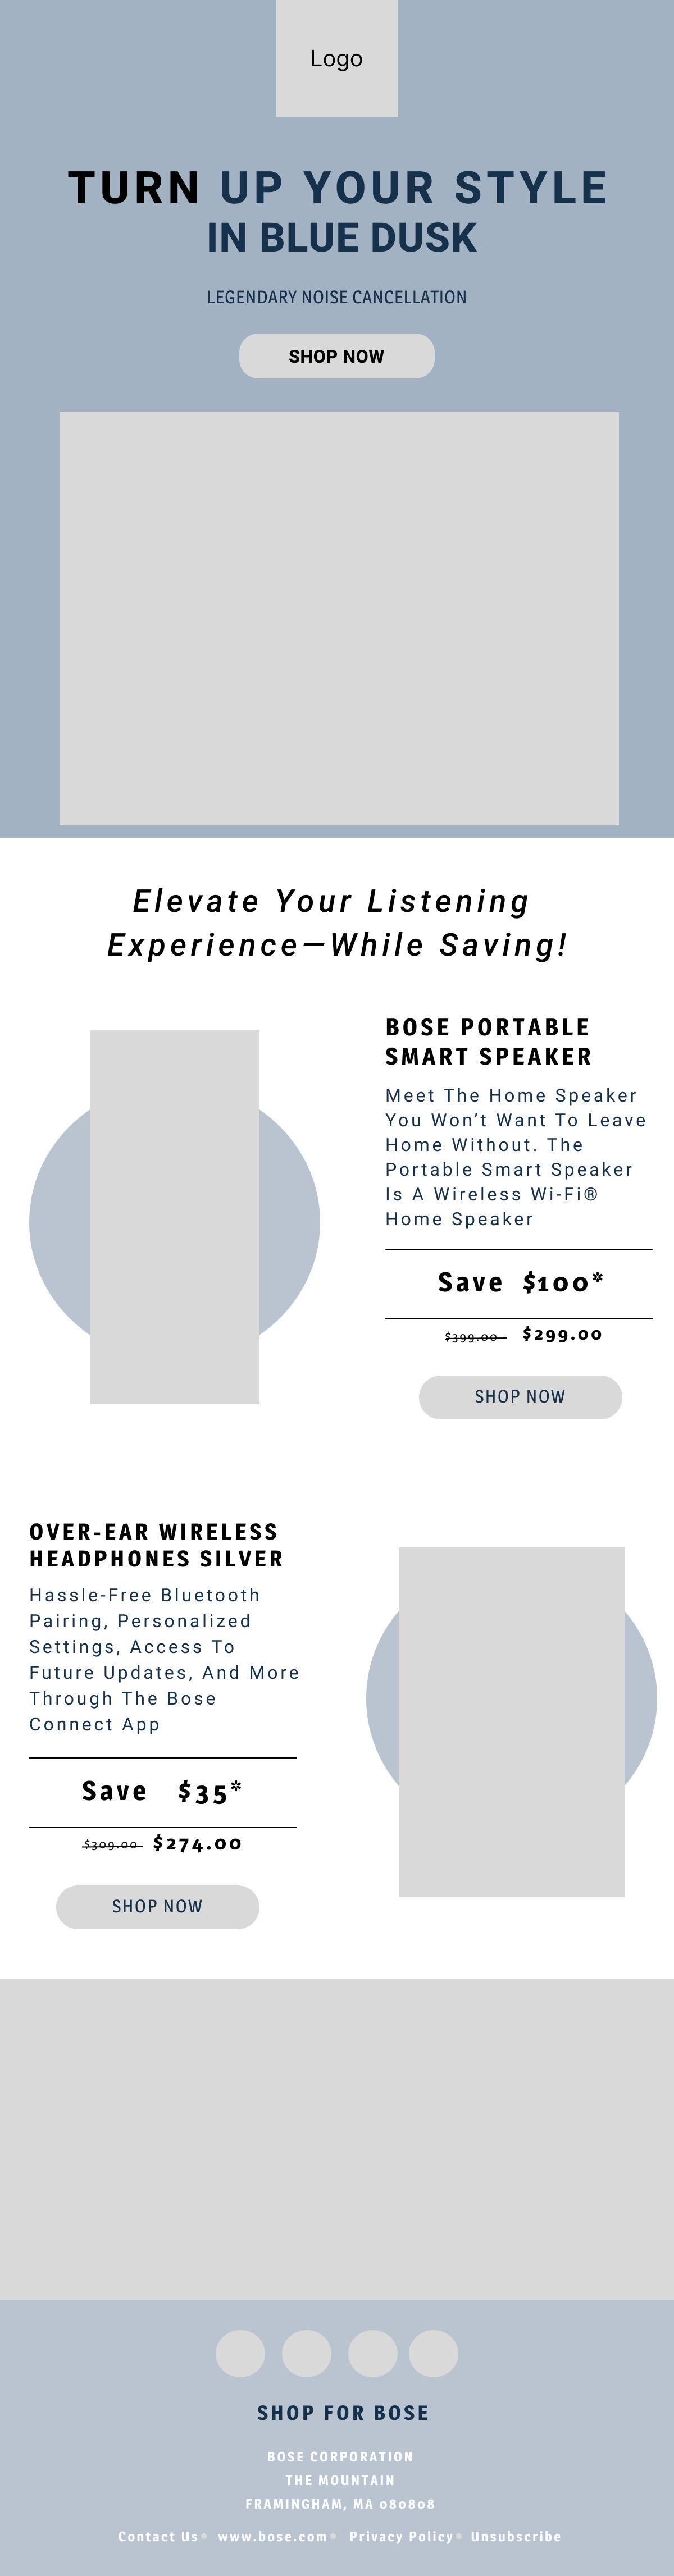 Logo
TURN UP YOUR STYLE
IN BLUE DUSK
LEGENDARY NOISE CANCELLATION
SHOP NOW
Elevate Your Listening
Experience—While Saving!
BOSE PORTABLE
SMART SPEAKER
Meet The Home Speaker
You Won’t Want To Leave
Home Without. The
Portable Smart Speaker
Is A Wireless Wi-Fi®
Home Speaker
Save $100*
$399.00 $299.00
SHOP NOW
OVER-EAR WIRELESS
HEADPHONES SILVER
Hassle-Free Bluetooth
Pairing, Personalized
Settings, Access To
Future Updates, And More
Through The Bose
Connect App
Save $35*
$309.00 $274.00
SHOP NOW
SHOP FOR BOSE
BOSE CORPORATION
THE MOUNTAIN
FRAMINGHAM, MA 080808
Contact Us • www.bose.com • Privacy Policy • Unsubscribe